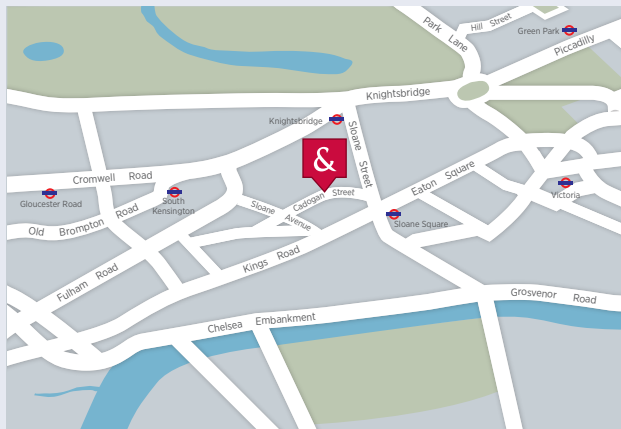 Park Lane
Hill Street
Green Park
Piccadilly
Knightsbridge
Knightsbridge
Sloane Street
&
Cromwell Road
Gloucester Road
South
Kensington
Old Brompton Road
Sloane Avenue
Cadogan Street
Eaton Square
Victoria
Sloane Square
Fulham Road
Kings Road
Chelsea Embankment
Grosvenor Road